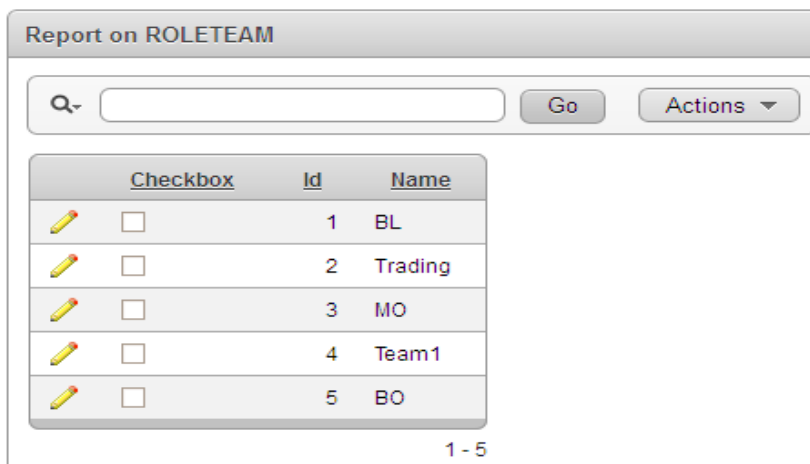 Report on ROLETEAM
Go Actions
Checkbox Id Name
1 BL
2 Trading
3 MO
4 Team1
5 BO
1 - 5